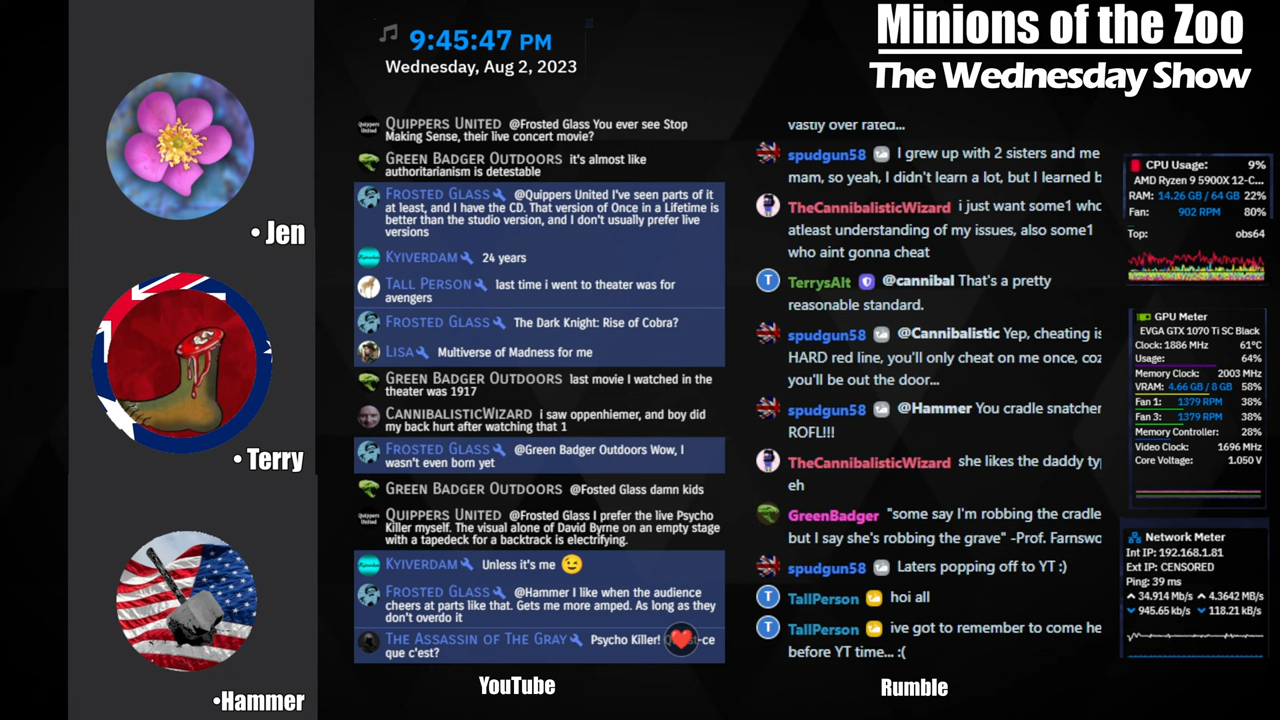 Minions of the Zoo
The Wednesday Show
9:45:47 PM
Wednesday, Aug 2, 2023
• Jen
• Terry
•Hammer
Quippers United
QUIPPERS UNITED @Frosted Glass You ever see Stop
Making Sense, their live concert movie?
GREEN BADGER OUTDOORS it's almost like
authoritarianism is detestable
FROSTED GLASS @Quippers United I've seen parts of it
at least, and I have the CD. That version of Once in a Lifetime is
better than the studio version, and I don't usually prefer live
versions
KYIVERDAM 24 years
TALL PERSON last time i went to theater was for
avengers
FROSTED GLASS The Dark Knight: Rise of Cobra?
LISA Multiverse of Madness for me
GREEN BADGER OUTDOORS last movie I watched in the
theater was 1917
CANNIBALISTICWIZARD i saw oppenhiemer, and boy did
my back hurt after watching that 1
FROSTED GLASS @Green Badger Outdoors Wow, I
wasn't even born yet
GREEN BADGER OUTDOORS @Fosted Glass damn kids
Quippers United
QUIPPERS UNITED @Frosted Glass I prefer the live Psycho
Killer myself. The visual alone of David Byrne on an empty stage
with a tapedeck for a backtrack is electrifying.
KYIVERDAM Unless it's me 😉
FROSTED GLASS @Hammer I like when the audience
cheers at parts like that. Gets me more amped. As long as they
don't overdo it
THE ASSASSIN OF THE GRAY Psycho Killer! -ce
que c'est?
YouTube
vastly over rated...
spudgun58 I grew up with 2 sisters and me
mam, so yeah, I didn't learn a lot, but I learned b
TheCannibalisticWizard i just want some1 who
atleast understanding of my issues, also some1
who aint gonna cheat
T TerrysAlt @cannibal That's a pretty
reasonable standard.
spudgun58 @Cannibalistic Yep, cheating is
HARD red line, you'll only cheat on me once, coz
you'll be out the door...
spudgun58 @Hammer You cradle snatcher
ROFL!!!
TheCannibalisticWizard she likes the daddy typ
eh
GreenBadger "some say I'm robbing the cradle
but I say she's robbing the grave" -Prof. Farnswo
spudgun58 Laters popping off to YT :)
T TallPerson hoi all
T TallPerson ive got to remember to come he
before YT time... :(
Rumble
CPU Usage: 9%
AMD Ryzen 9 5900X 12-C...
RAM: 14.26 GB / 64 GB 22%
Fan: 902 RPM 80%
Top: obs64
GPU Meter
EVGA GTX 1070 Ti SC Black
Clock: 1886 MHz 61°C
Usage: 64%
Memory Clock: 2003 MHz
VRAM: 4.66 GB / 8 GB 58%
Fan 1: 1379 RPM 38%
Fan 3: 1379 RPM 38%
Memory Controller: 28%
Video Clock: 1696 MHz
Core Voltage: 1.050 V
Network Meter
Int IP: 192.168.1.81
Ext IP: CENSORED
Ping: 39 ms
34.914 Mb/s 4.3642 MB/s
945.65 kb/s 118.21 kB/s